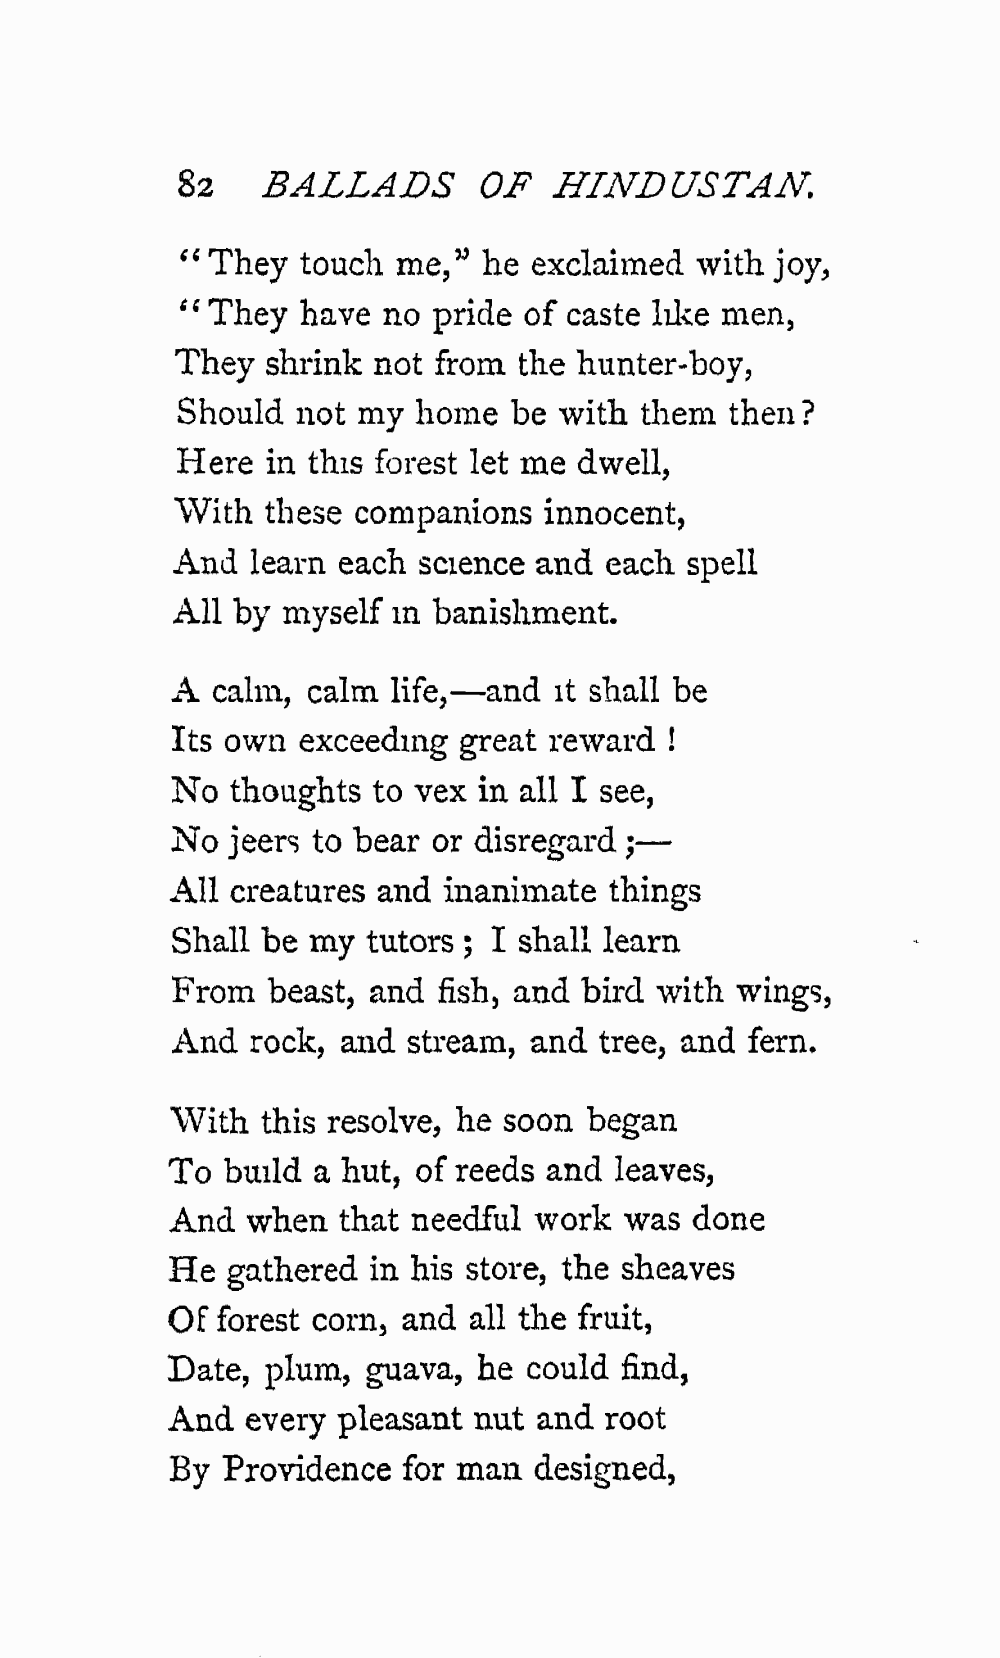 82 BALLADS OF HINDUSTAN.
“They touch me,” he exclaimed with joy,
“They have no pride of caste like men,
They shrink not from the hunter-boy,
Should not my home be with them then?
Here in this forest let me dwell,
With these companions innocent,
And learn each science and each spell
All by myself in banishment.
A calm, calm life,—and it shall be
Its own exceeding great reward !
No thoughts to vex in all I see,
No jeers to bear or disregard ;—
All creatures and inanimate things
Shall be my tutors ; I shall learn
From beast, and fish, and bird with wings,
And rock, and stream, and tree, and fern.
With this resolve, he soon began
To build a hut, of reeds and leaves,
And when that needful work was done
He gathered in his store, the sheaves
Of forest corn, and all the fruit,
Date, plum, guava, he could find,
And every pleasant nut and root
By Providence for man designed,